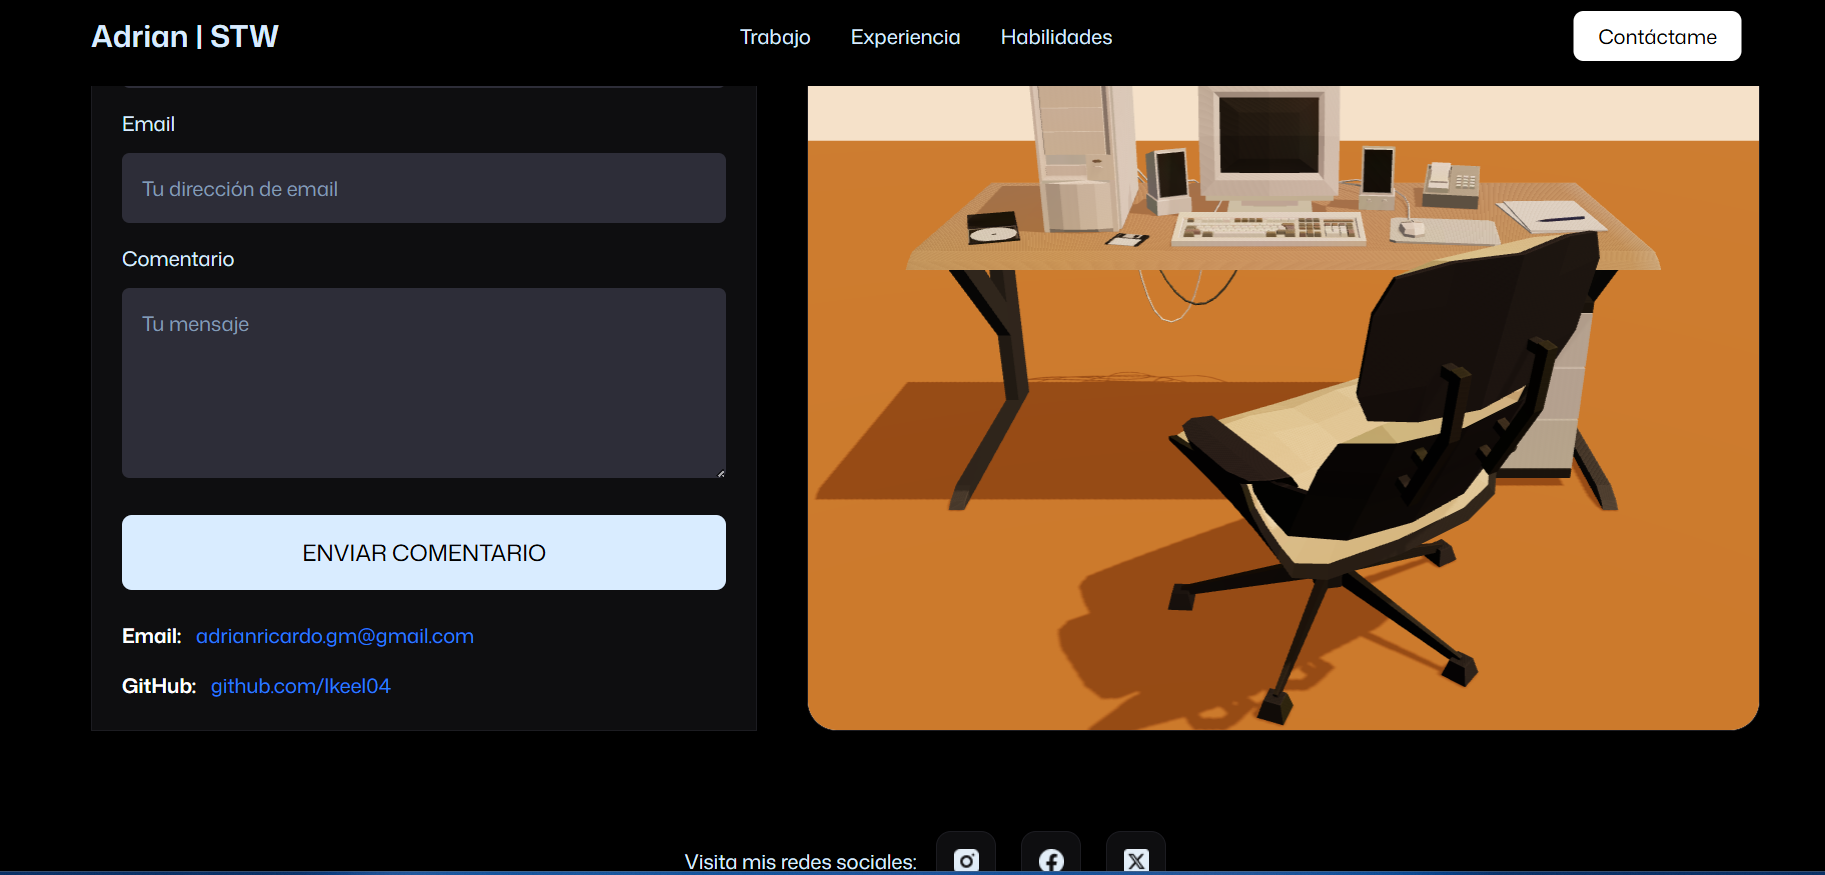 Adrian | STW
Trabajo
Experiencia
Habilidades
Contáctame
Email
Tu dirección de email
Comentario
Tu mensaje
ENVIAR COMENTARIO
Email: adrianricardo.gm@gmail.com
GitHub: github.com/lkeel04
Visita mis redes sociales: